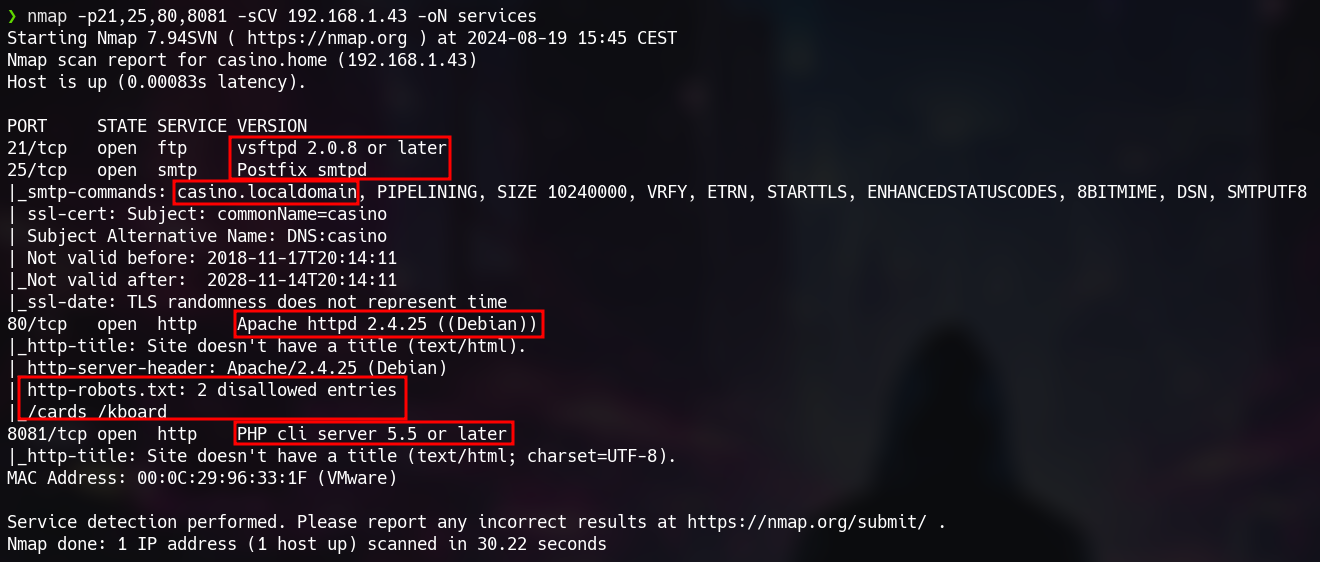 ❯ nmap -p21,25,80,8081 -sCV 192.168.1.43 -oN services
Starting Nmap 7.94SVN ( https://nmap.org ) at 2024-08-19 15:45 CEST
Nmap scan report for casino.home (192.168.1.43)
Host is up (0.00083s latency).

PORT     STATE SERVICE VERSION
21/tcp   open  ftp     vsftpd 2.0.8 or later
25/tcp   open  smtp    Postfix smtpd
|_smtp-commands: casino.localdomain, PIPELINING, SIZE 10240000, VRFY, ETRN, STARTTLS, ENHANCEDSTATUSCODES, 8BITMIME, DSN, SMTPUTF8
| ssl-cert: Subject: commonName=casino
| Subject Alternative Name: DNS:casino
| Not valid before: 2018-11-17T20:14:11
|_Not valid after:  2028-11-14T20:14:11
|_ssl-date: TLS randomness does not represent time
80/tcp   open  http    Apache httpd 2.4.25 ((Debian))
|_http-title: Site doesn't have a title (text/html).
| http-server-header: Apache/2.4.25 (Debian)
| http-robots.txt: 2 disallowed entries
|_/cards /kboard
8081/tcp open  http    PHP cli server 5.5 or later
|_http-title: Site doesn't have a title (text/html; charset=UTF-8).
MAC Address: 00:0C:29:96:33:1F (VMware)

Service detection performed. Please report any incorrect results at https://nmap.org/submit/ .
Nmap done: 1 IP address (1 host up) scanned in 30.22 seconds